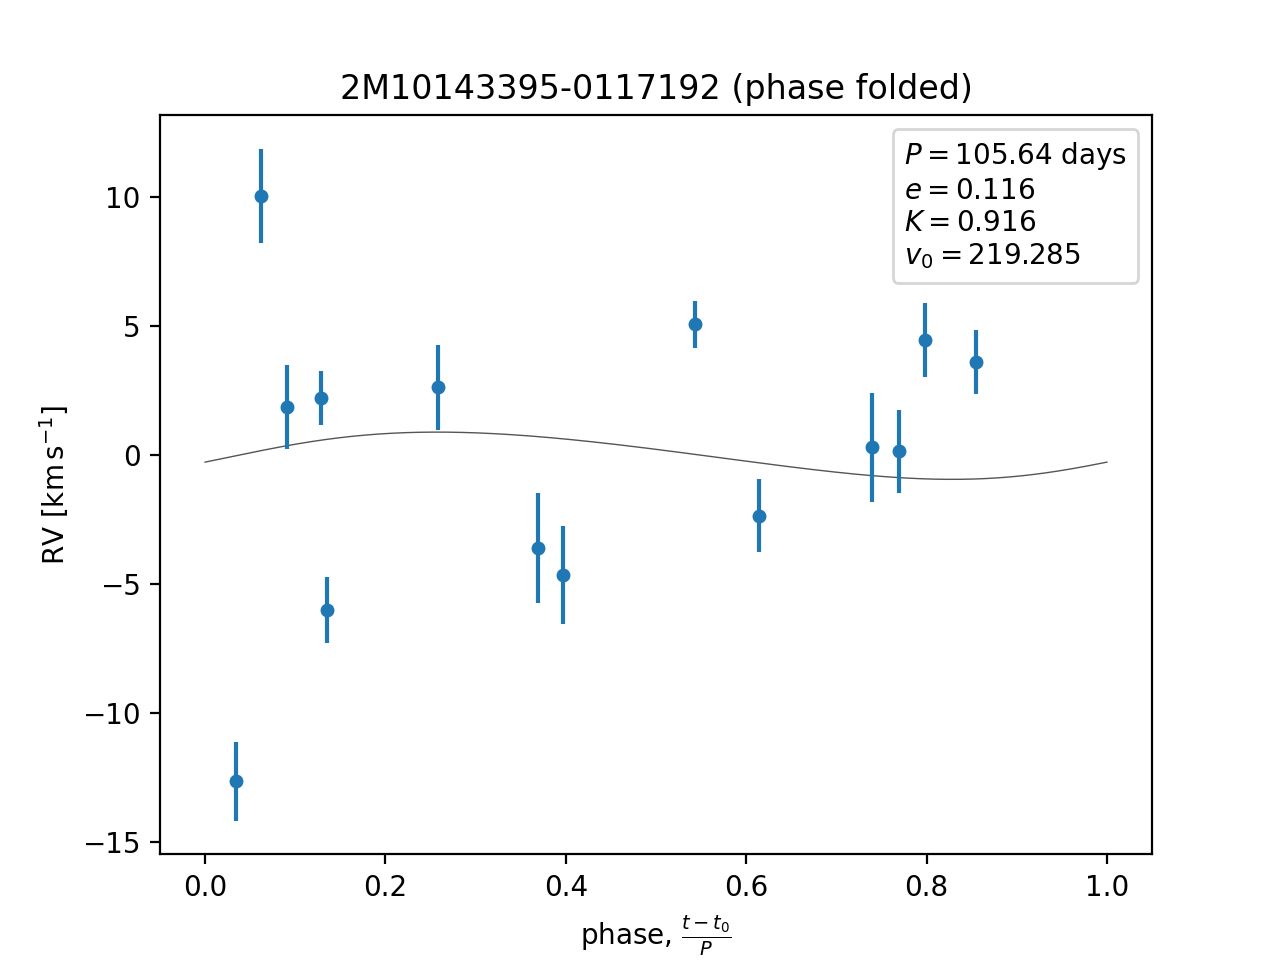 2M10143395-0117192 (phase folded)
P = 105.64 days
e = 0.116
K = 0.916
v₀ = 219.285
10
5
0
−5
−10
−15
RV [km s⁻¹]
0.0 0.2 0.4 0.6 0.8 1.0
phase, (t − t₀)/P